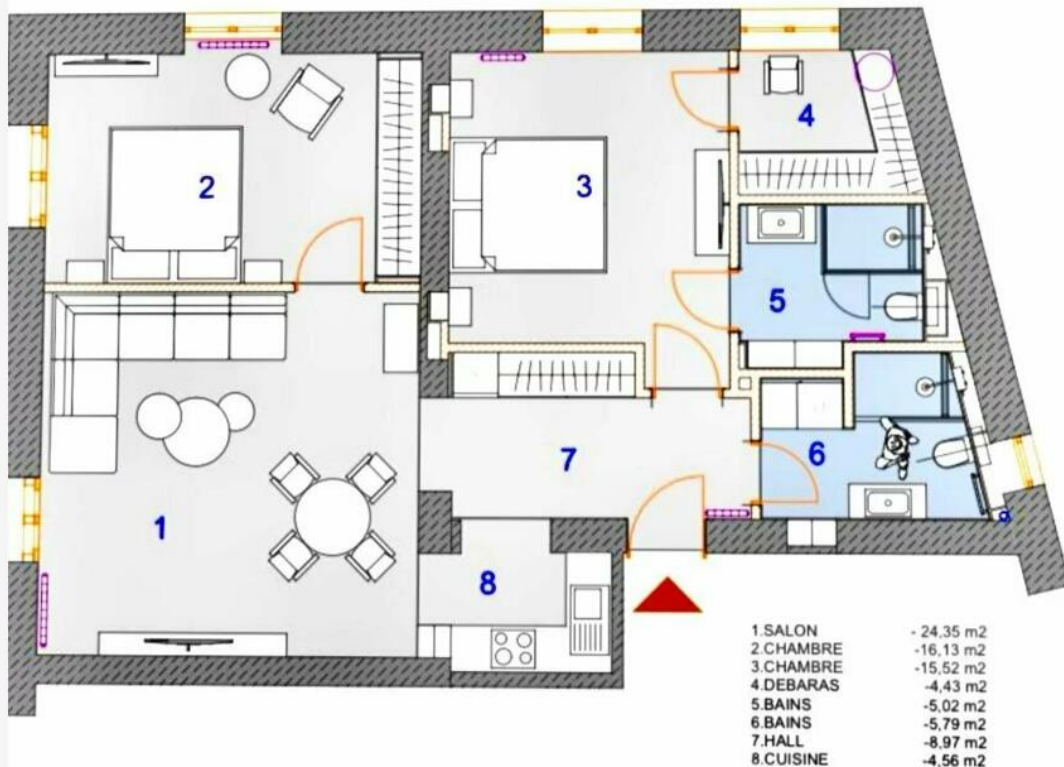 2
3
4
5
6
7
1
8
1.SALON - 24,35 m2
2.CHAMBRE -16,13 m2
3.CHAMBRE -15,52 m2
4.DEBARAS -4,43 m2
5.BAINS -5,02 m2
6.BAINS -5,79 m2
7.HALL -8,97 m2
8.CUISINE -4,56 m2